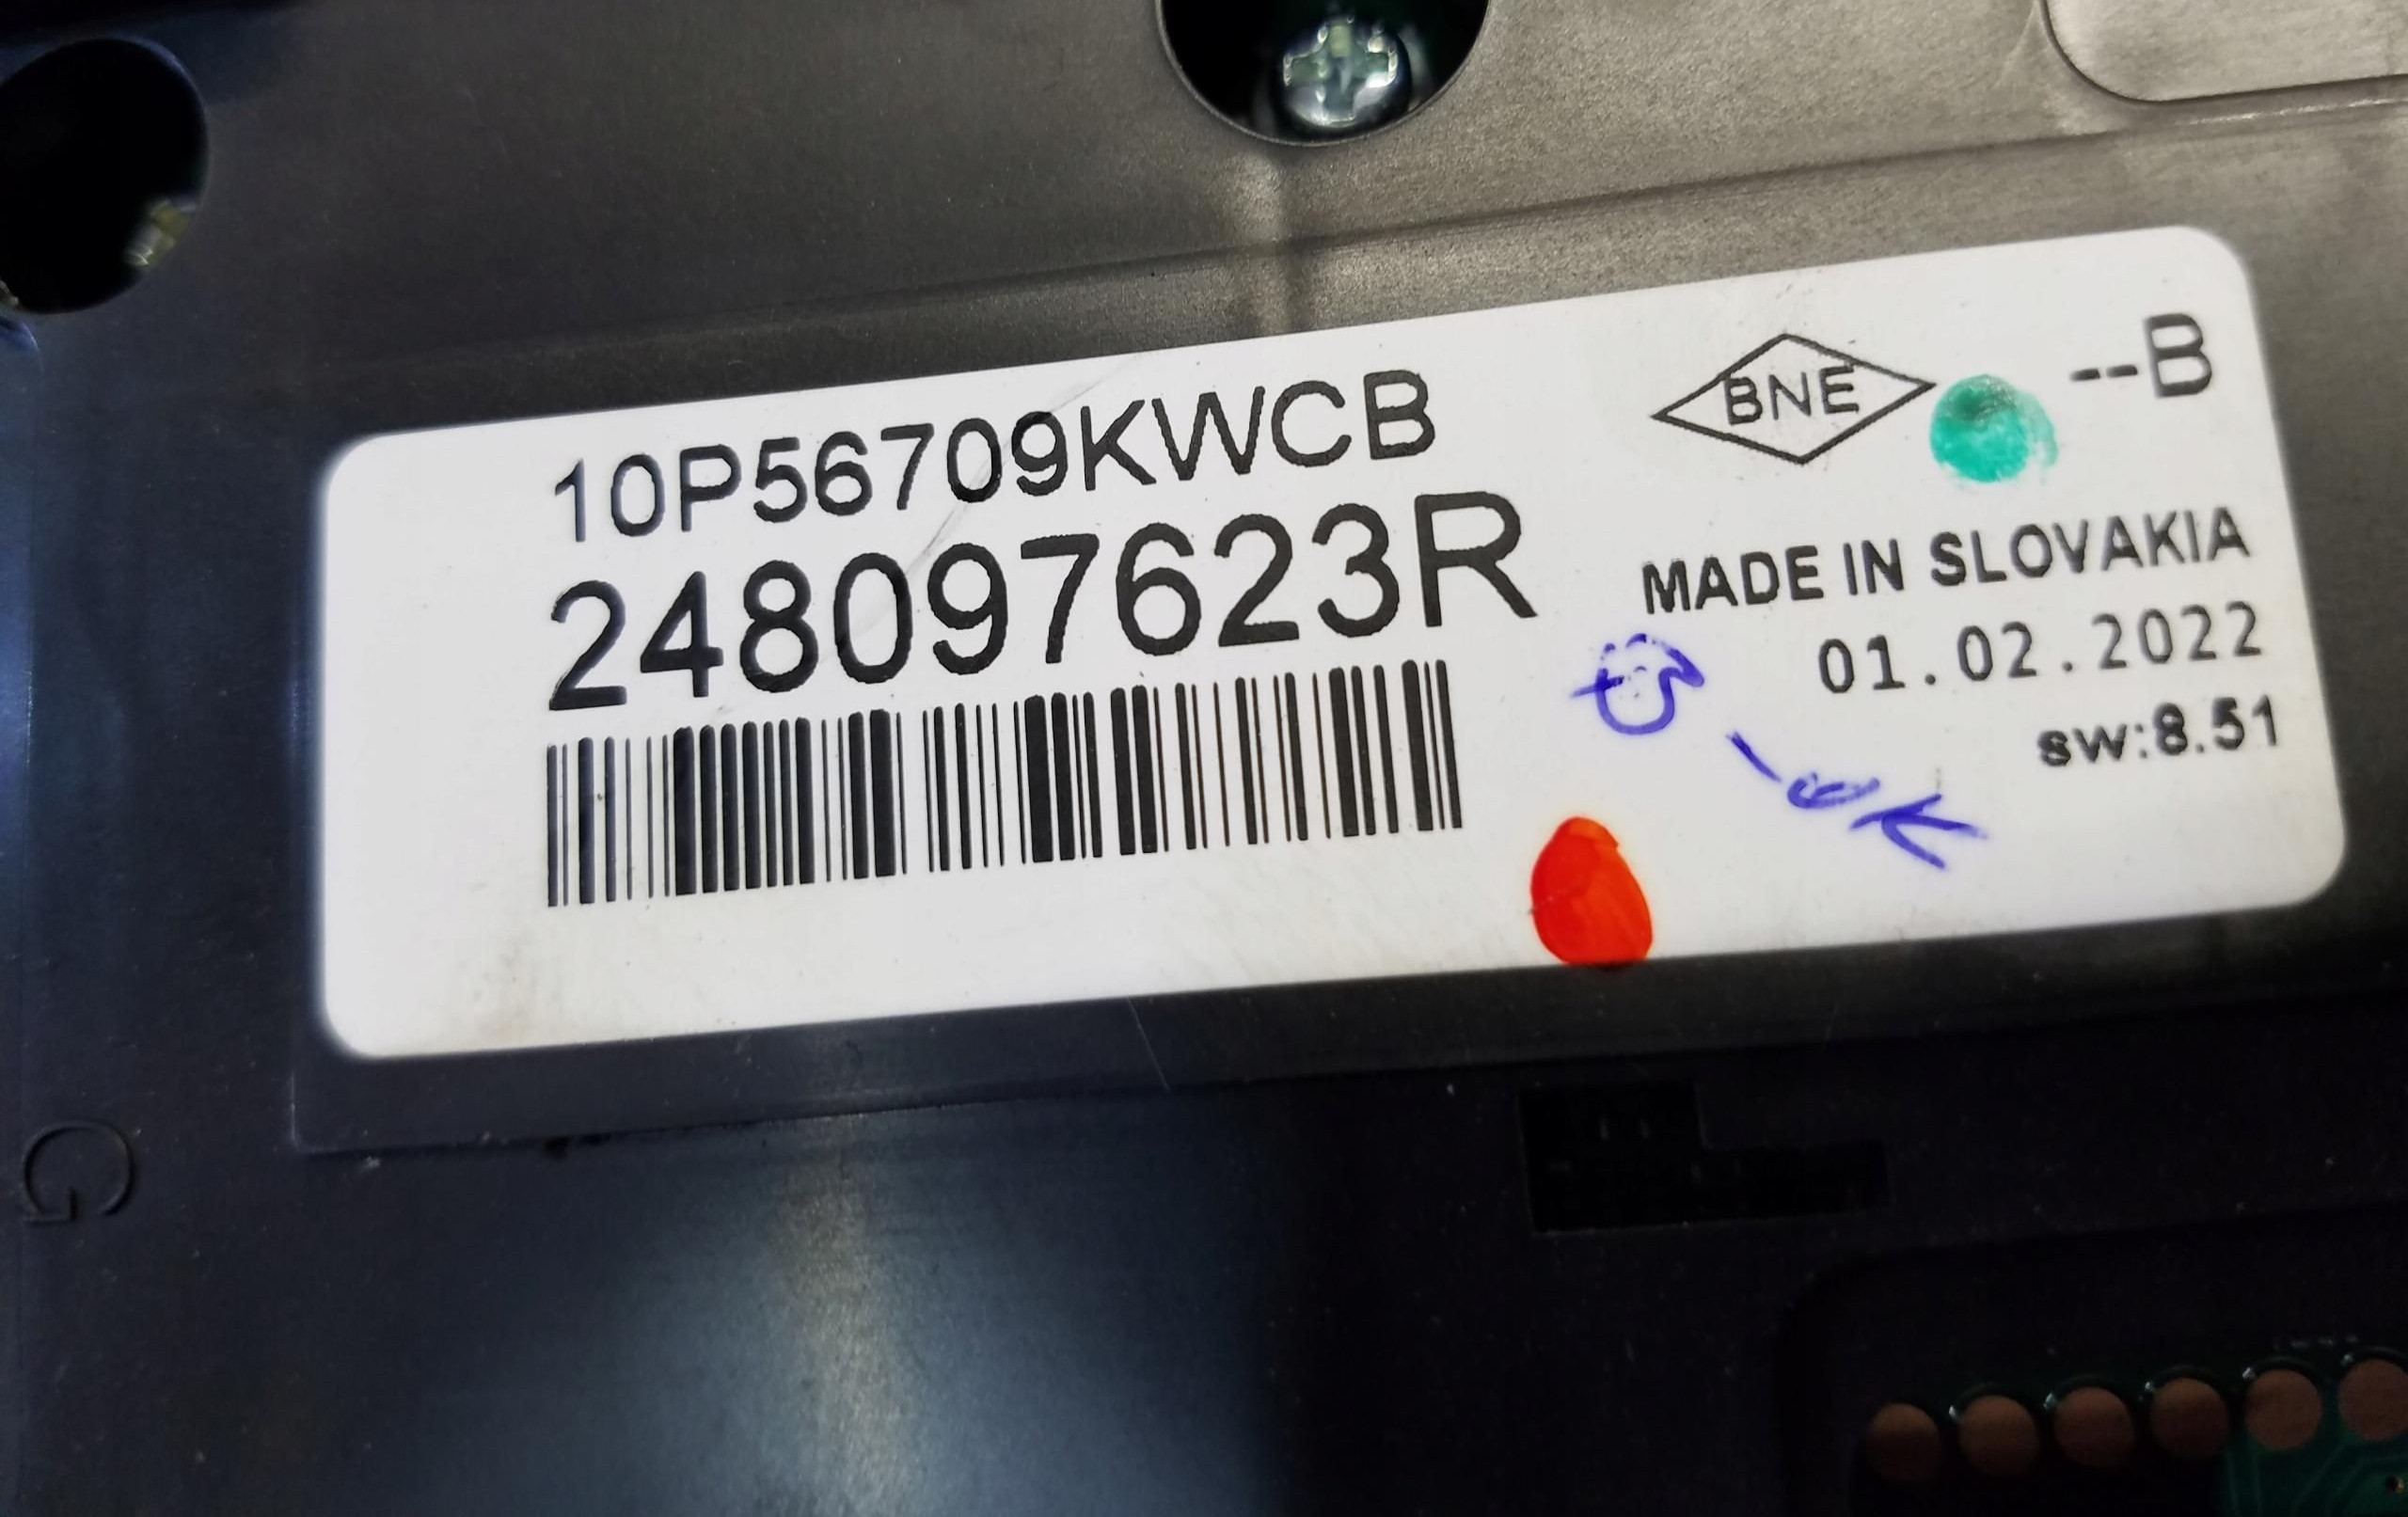 10P56709KWCB
248097623R
BNE
--B
MADE IN SLOVAKIA
01.02.2022
sw:8.51
G